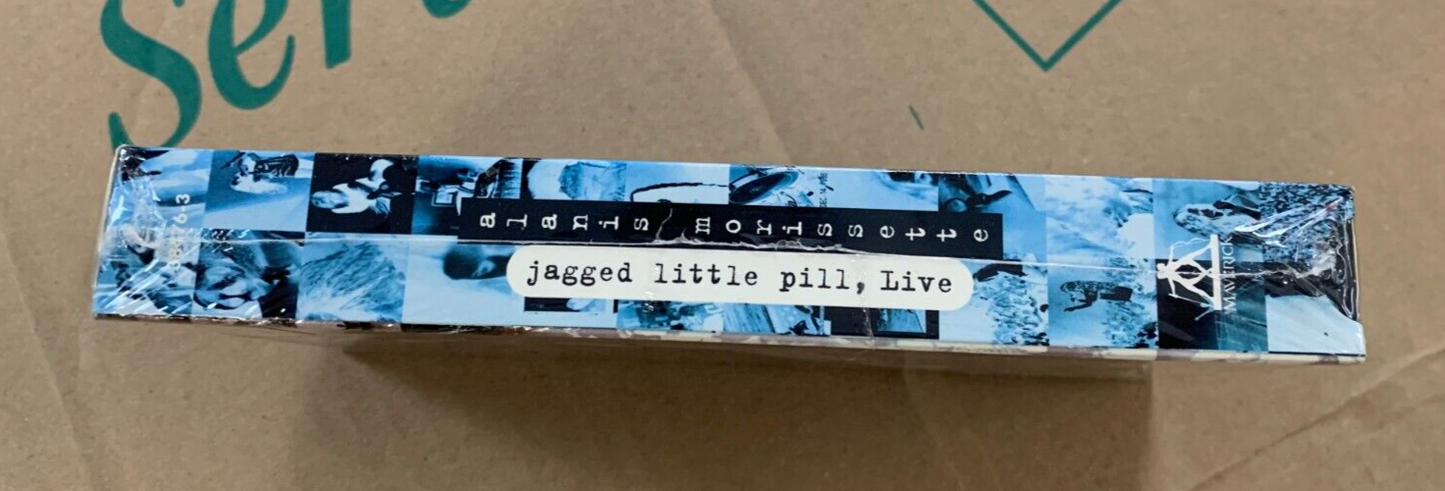 alanis morissette
jagged little pill, Live
MAVERICK